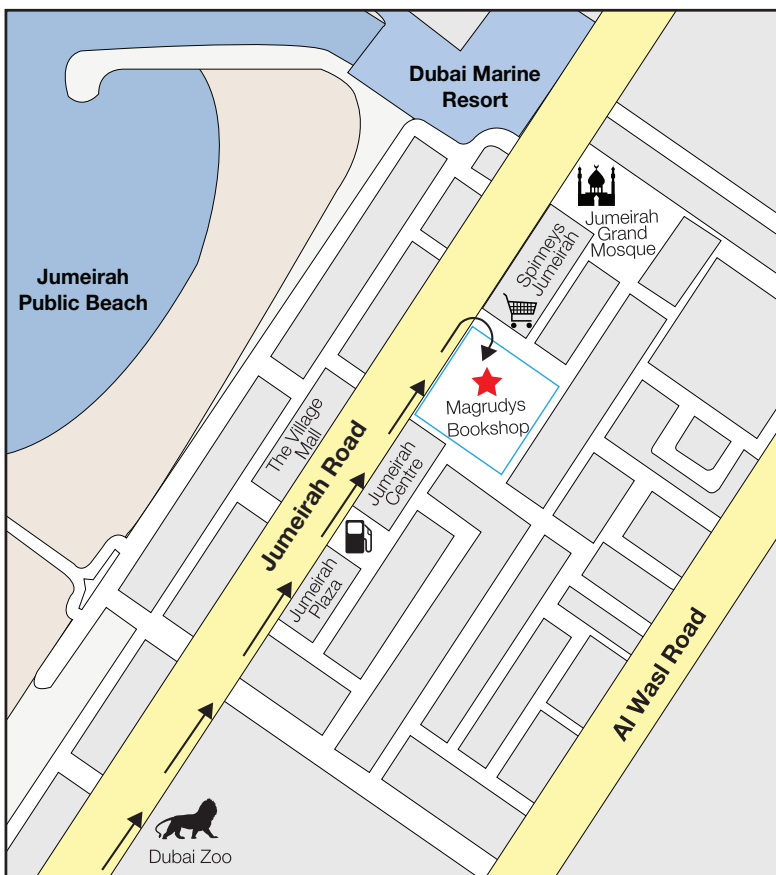 Dubai Marine
Resort
Jumeirah
Grand
Mosque
Spinneys
Jumeirah
Jumeirah
Public Beach
Magrudys
Bookshop
The Village
Mall
Jumeirah Road
Jumeirah
Centre
Jumeirah
Plaza
Al Wasl Road
Dubai Zoo